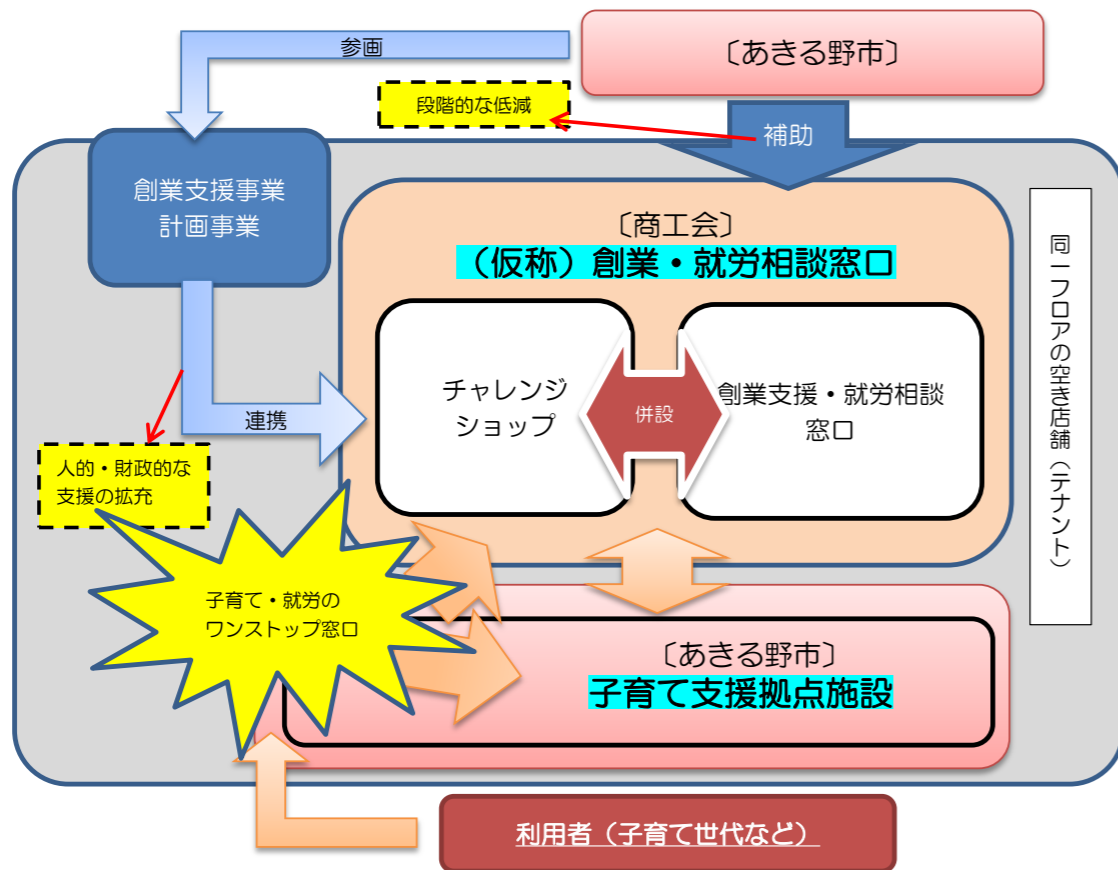 参画
〔あきる野市〕
段階的な低減
補助
創業支援事業
計画事業
〔商工会〕
（仮称）創業・就労相談窓口
同一フロアの空き店舗（テナント）
チャレンジ
ショップ
併設
創業支援・就労相談
窓口
連携
人的・財政的な
支援の拡充
子育て・就労の
ワンストップ窓口
〔あきる野市〕
子育て支援拠点施設
利用者（子育て世代など）